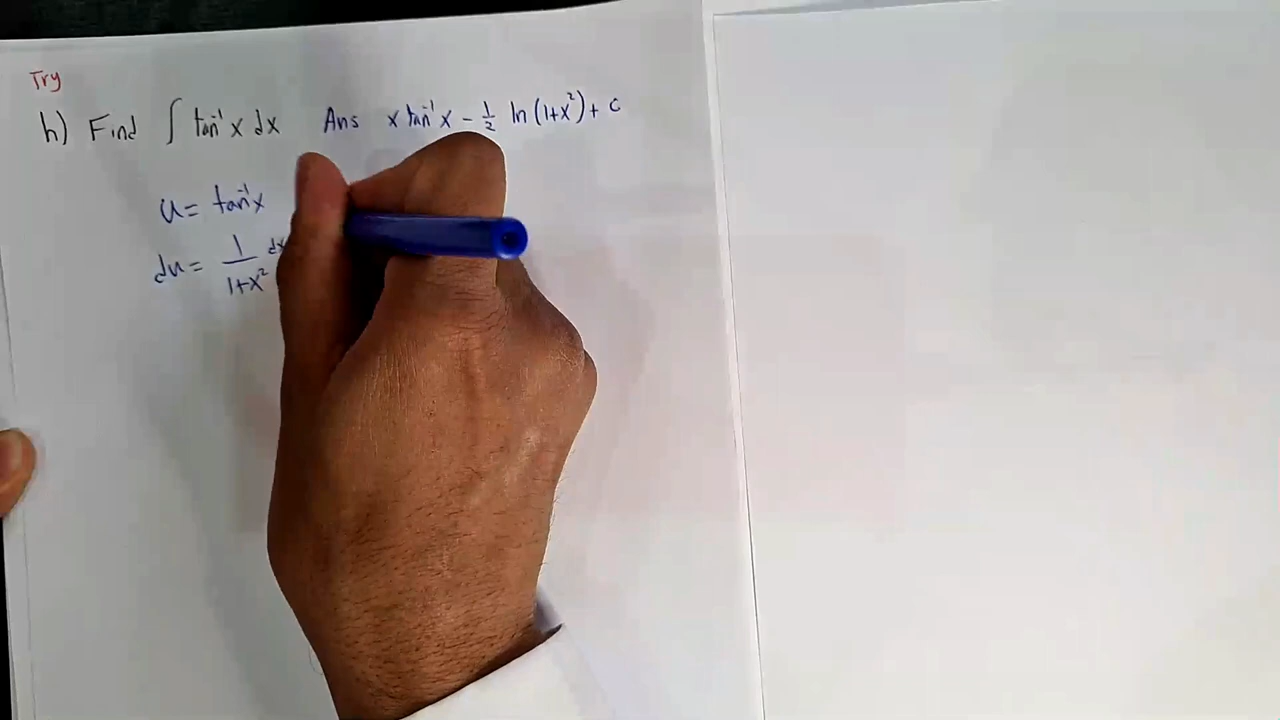 Try
h) Find ∫ tan⁻¹ x dx Ans x tan⁻¹ x − 1/2 ln (1+x²) + c
u = tan⁻¹x
du = 1/(1+x²) dx